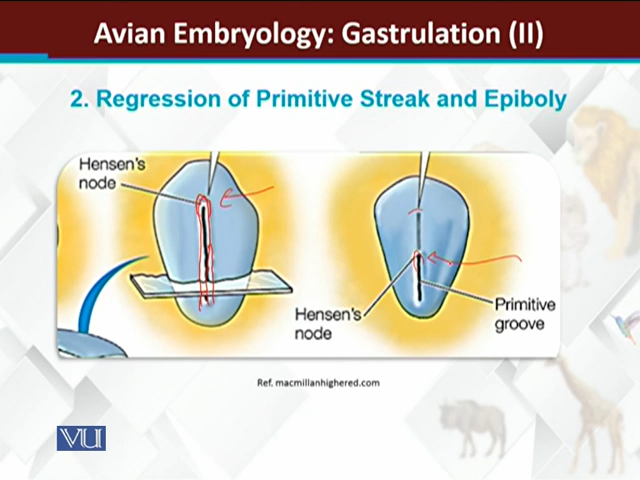 Avian Embryology: Gastrulation (II)
2. Regression of Primitive Streak and Epiboly
Hensen's
node
Hensen's
node
Primitive
groove
Ref. macmillanhighered.com
VU